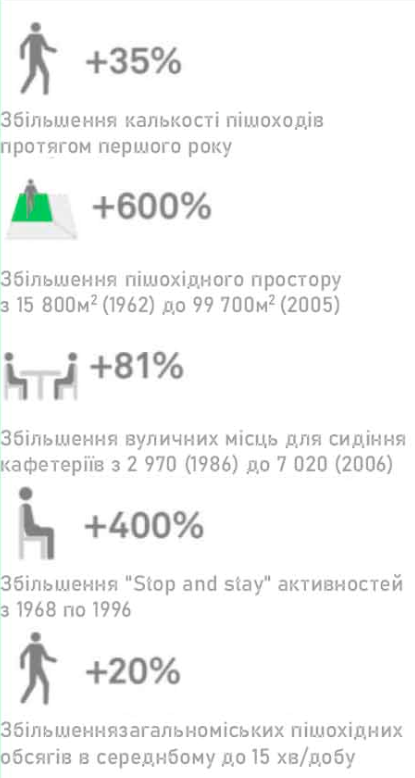 +35%
Збільшення калькості пішоходів
протягом першого року
+600%
Збільшення пішохідного простору
з 15 800м² (1962) до 99 700м² (2005)
+81%
Збільшення вуличних місць для сидіння
кафетеріїв з 2 970 (1986) до 7 020 (2006)
+400%
Збільшення "Stop and stay" активностей
з 1968 по 1996
+20%
Збільшеннязагальноміських пішохідних
обсягів в середнбому до 15 хв/добу